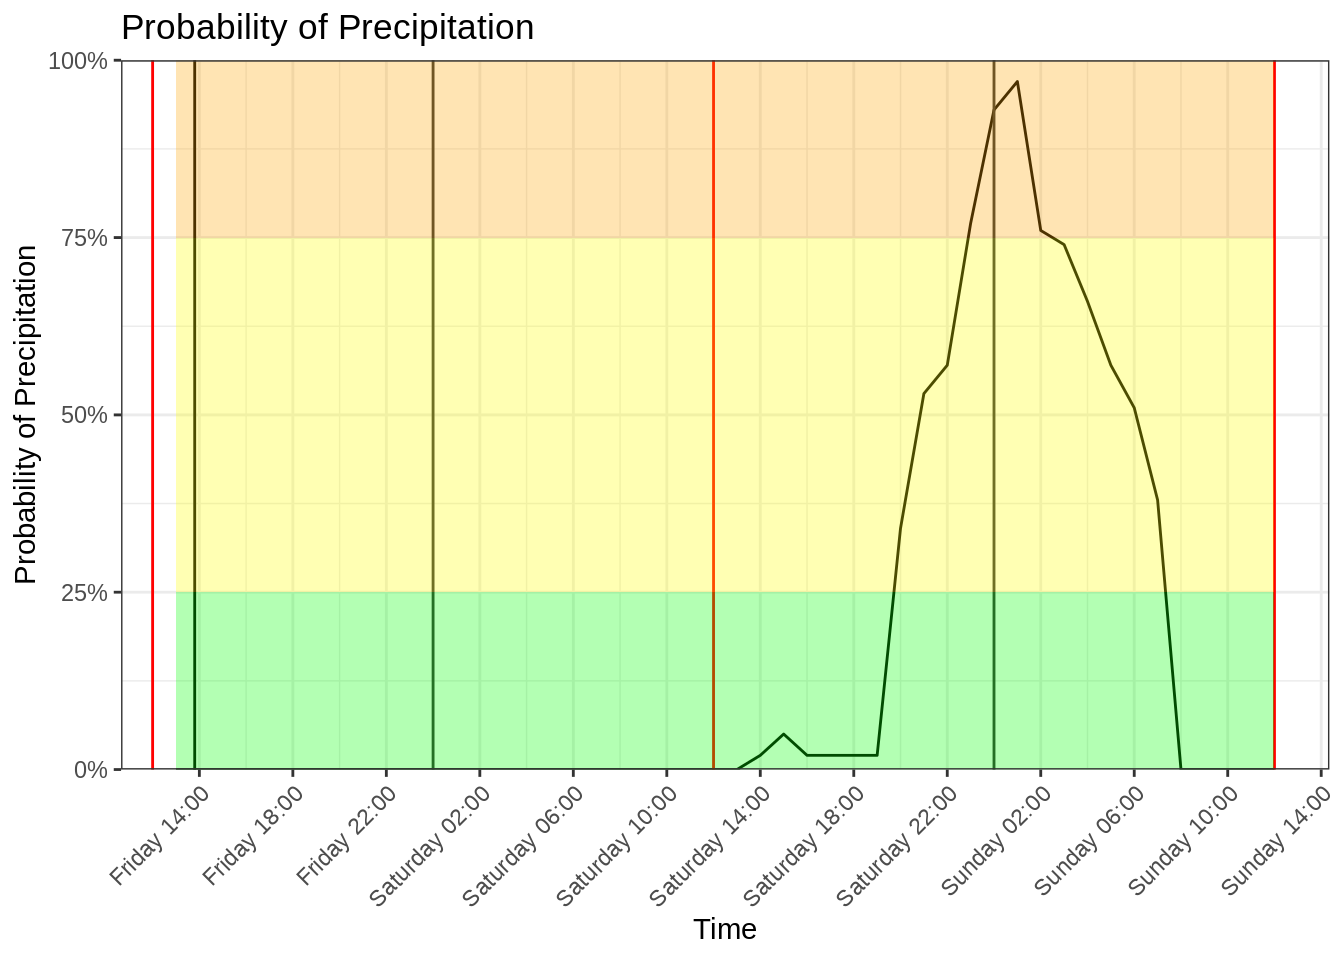 Probability of Precipitation
Probability of Precipitation
100%
75%
50%
25%
0%
Friday 14:00
Friday 18:00
Friday 22:00
Saturday 02:00
Saturday 06:00
Saturday 10:00
Saturday 14:00
Saturday 18:00
Saturday 22:00
Sunday 02:00
Sunday 06:00
Sunday 10:00
Sunday 14:00
Time